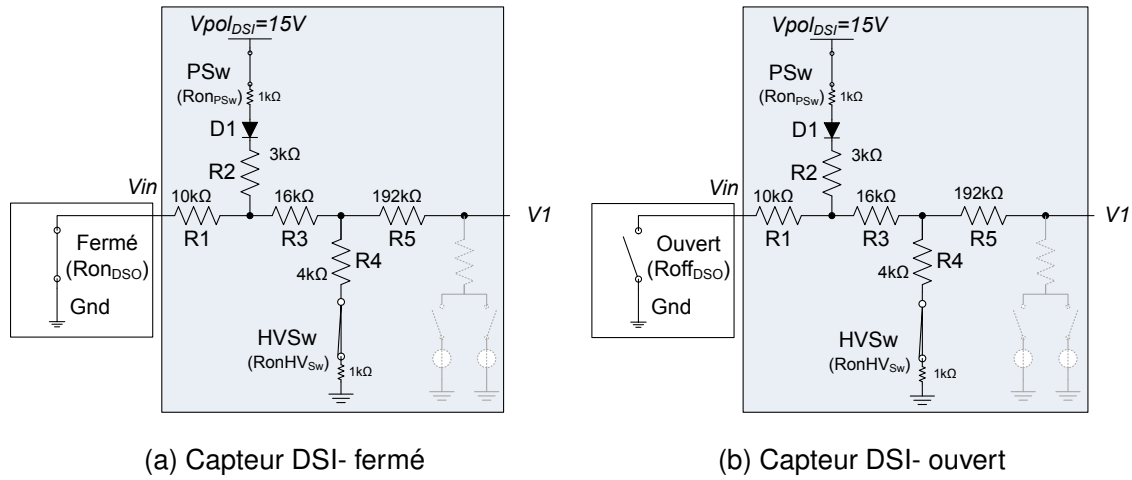 Vpol_DSI=15V
PSw
(Ron_PSw)
1kΩ
D1
3kΩ
R2
Vin
10kΩ
16kΩ
192kΩ
V1
R1
R3
R5
Fermé
(Ron_DSO)
Gnd
4kΩ
R4
HVSw
(RonHV_Sw)
1kΩ
(a) Capteur DSI- fermé
Vpol_DSI=15V
PSw
(Ron_PSw)
1kΩ
D1
3kΩ
R2
Vin
10kΩ
16kΩ
192kΩ
V1
R1
R3
R5
Ouvert
(Roff_DSO)
Gnd
4kΩ
R4
HVSw
(RonHV_Sw)
1kΩ
(b) Capteur DSI- ouvert